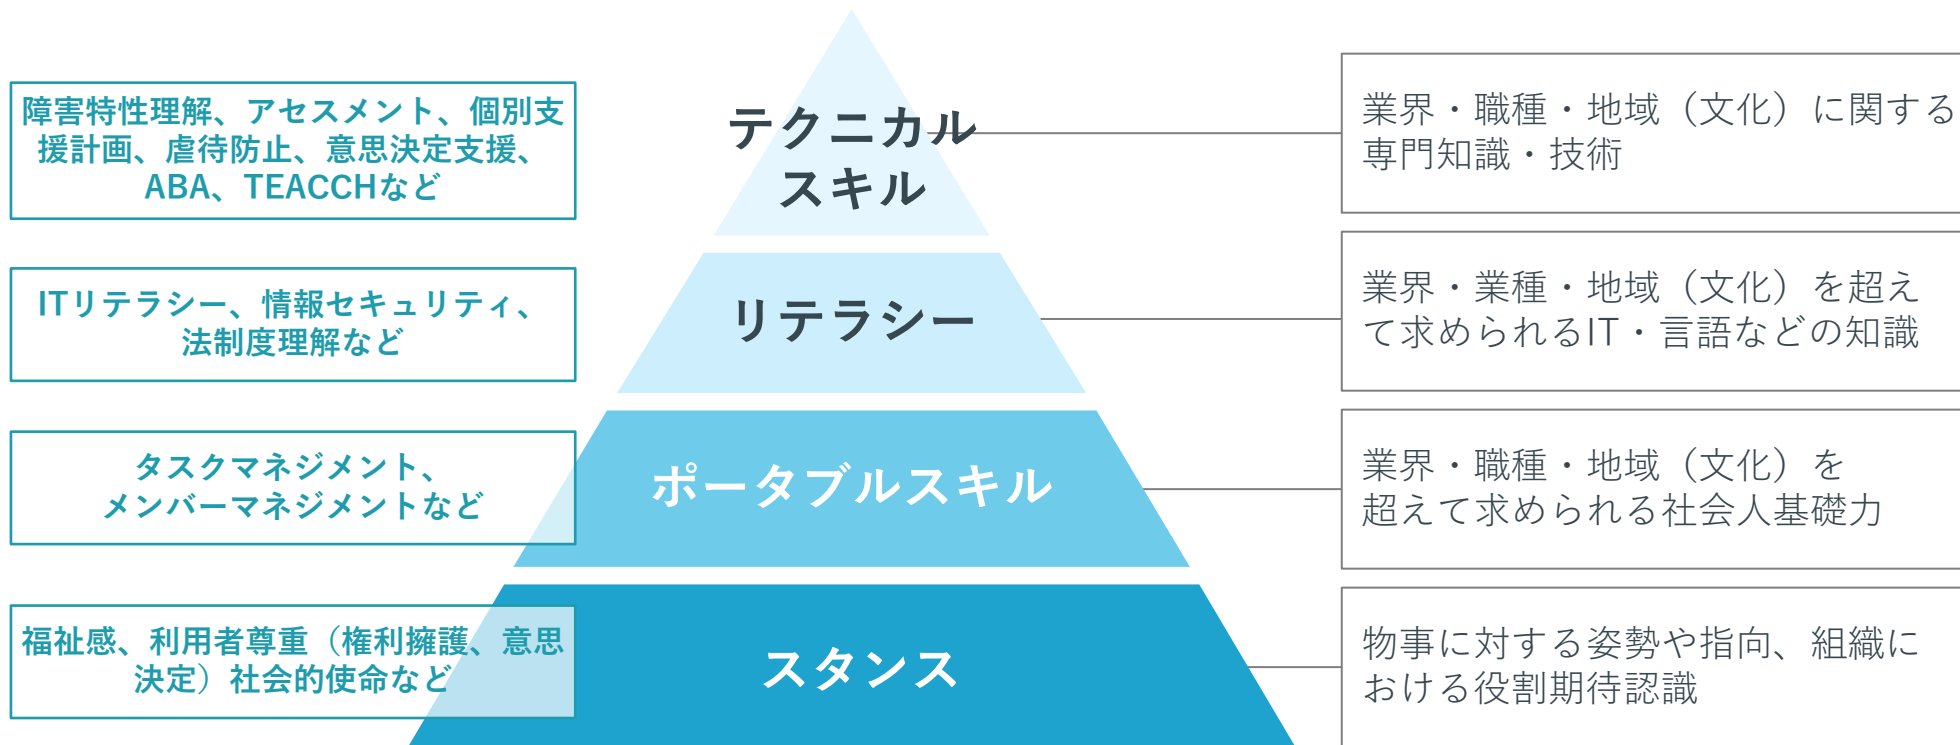 障害特性理解、アセスメント、個別支
援計画、虐待防止、意思決定支援、
ABA、TEACCHなど
テクニカル
スキル
業界・職種・地域（文化）に関する
専門知識・技術
ITリテラシー、情報セキュリティ、
法制度理解など
リテラシー
業界・業種・地域（文化）を超え
て求められるIT・言語などの知識
タスクマネジメント、
メンバーマネジメントなど
ポータブルスキル
業界・職種・地域（文化）を
超えて求められる社会人基礎力
福祉感、利用者尊重（権利擁護、意思
決定）社会的使命など
スタンス
物事に対する姿勢や指向、組織に
おける役割期待認識